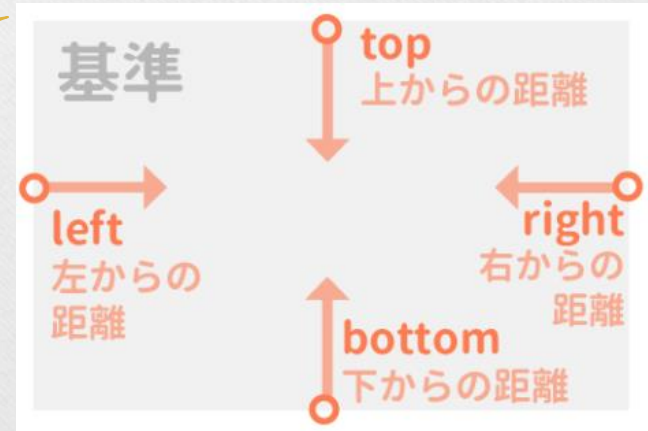 基準
top
上からの距離
left
左からの
距離
right
右からの
距離
bottom
下からの距離